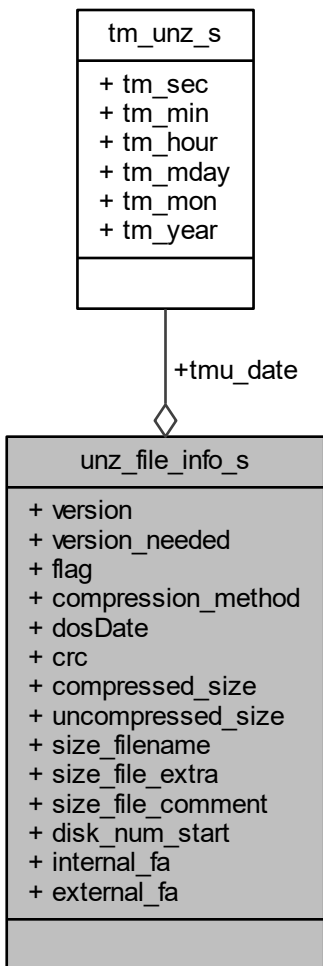 tm_unz_s
+ tm_sec
+ tm_min
+ tm_hour
+ tm_mday
+ tm_mon
+ tm_year
+tmu_date
unz_file_info_s
+ version
+ version_needed
+ flag
+ compression_method
+ dosDate
+ crc
+ compressed_size
+ uncompressed_size
+ size_filename
+ size_file_extra
+ size_file_comment
+ disk_num_start
+ internal_fa
+ external_fa